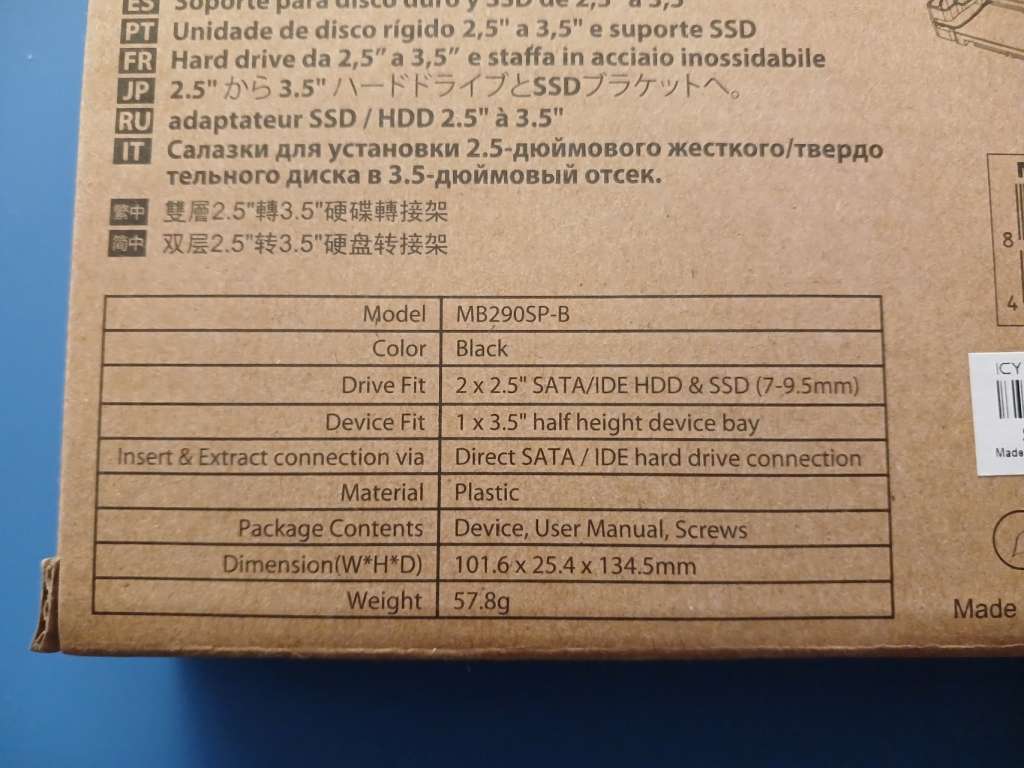 ES Soporte para disco duro y SSD de 2,5" a 3,5"
PT Unidade de disco rígido 2,5" a 3,5" e suporte SSD
FR Hard drive da 2,5” a 3,5” e staffa in acciaio inossidabile
JP 2.5" から 3.5" ハードドライブとSSDブラケットへ。
RU adaptateur SSD / HDD 2.5" à 3.5"
IT Салазки для установки 2.5-дюймового жесткого/твердо
тельного диска в 3.5-дюймовый отсек.
繁中 雙層2.5"轉3.5"硬碟轉接架
简中 双层2.5"转3.5"硬盘转接架
Model MB290SP-B
Color Black
Drive Fit 2 x 2.5" SATA/IDE HDD & SSD (7-9.5mm)
Device Fit 1 x 3.5" half height device bay
Insert & Extract connection via Direct SATA / IDE hard drive connection
Material Plastic
Package Contents Device, User Manual, Screws
Dimension(W*H*D) 101.6 x 25.4 x 134.5mm
Weight 57.8g
8
4
ICY
Made
Made